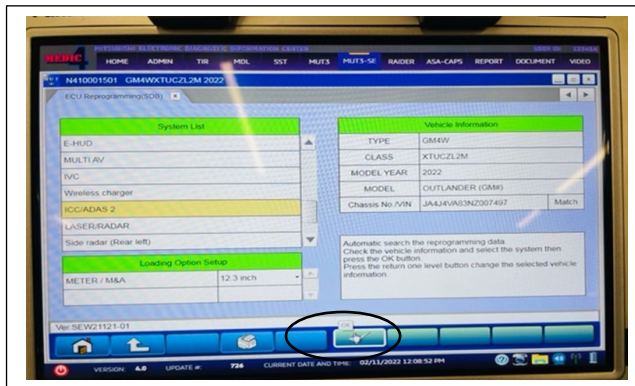 MEDIC 4
MITSUBISHI ELECTRONIC DIAGNOSTIC INFORMATION CENTER
USER ID: 12345A
HOME ADMIN TIR MDL SST MUT3 MUT3-SE RAIDER ASA-CAPS REPORT DOCUMENT VIDEO
N410001501 GM4WXTUCZL2M 2022
ECU Reprogramming(SDB)
System List
E-HUD
MULTI AV
IVC
Wireless charger
ICC/ADAS 2
LASER/RADAR
Side radar (Rear left)
Loading Option Setup
METER / M&A 12.3 inch
Vehicle Information
TYPE GM4W
CLASS XTUCZL2M
MODEL YEAR 2022
MODEL OUTLANDER (GM#)
Chassis No./VIN JA4J4VA83NZ007497 Match
Automatic search the reprogramming data.
Check the vehicle information and select the system then
press the OK button.
Press the return one level button change the selected vehicle
information.
Ver.SEW21121-01
OK
VERSION: 4.0 UPDATE #: 726 CURRENT DATE AND TIME: 02/11/2022 12:08:52 PM